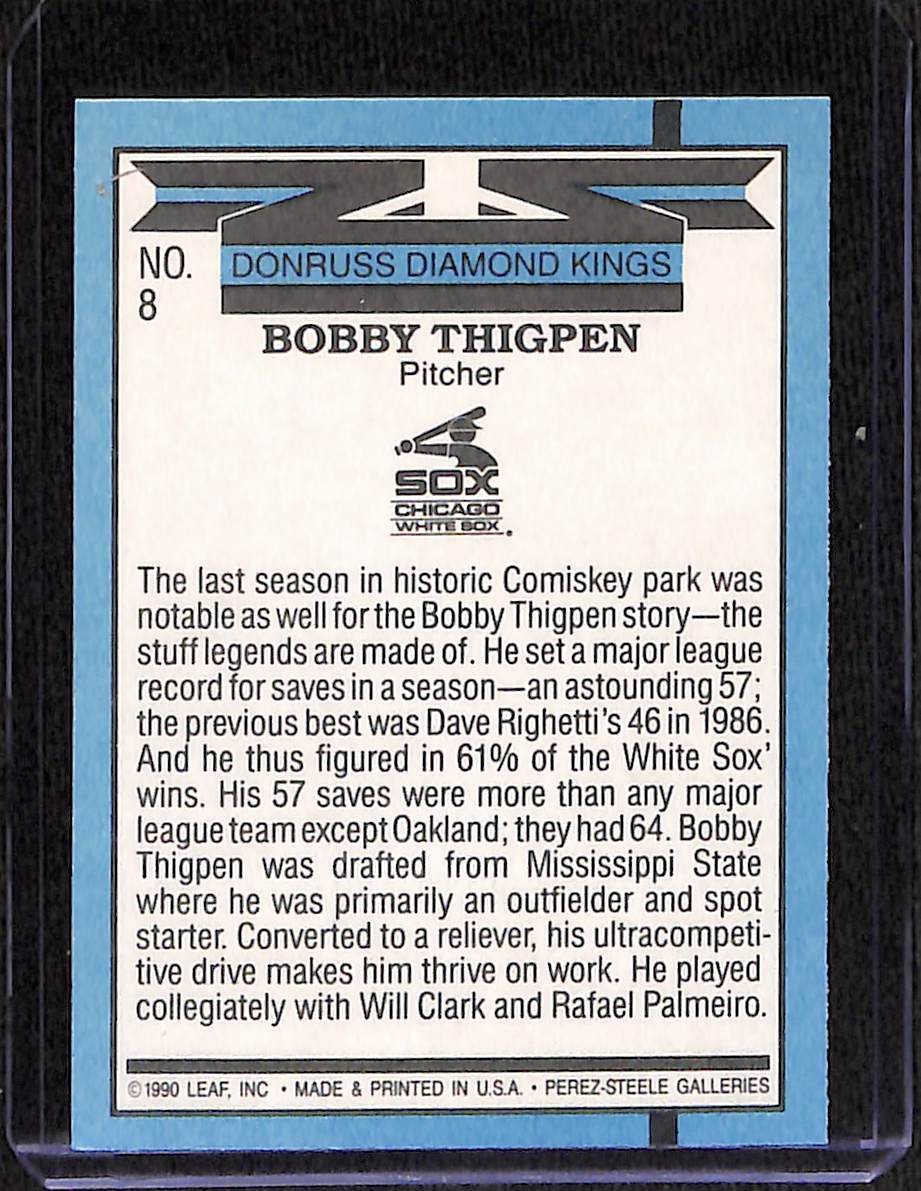 NO.
8
DONRUSS DIAMOND KINGS
BOBBY THIGPEN
Pitcher
SOX
CHICAGO
WHITE SOX
The last season in historic Comiskey park was
notable as well for the Bobby Thigpen story—the
stuff legends are made of. He set a major league
record for saves in a season—an astounding 57;
the previous best was Dave Righetti's 46 in 1986.
And he thus figured in 61% of the White Sox'
wins. His 57 saves were more than any major
league team except Oakland; they had 64. Bobby
Thigpen was drafted from Mississippi State
where he was primarily an outfielder and spot
starter. Converted to a reliever, his ultracompeti-
tive drive makes him thrive on work. He played
collegiately with Will Clark and Rafael Palmeiro.
©1990 LEAF, INC • MADE & PRINTED IN U.S.A. • PEREZ-STEELE GALLERIES